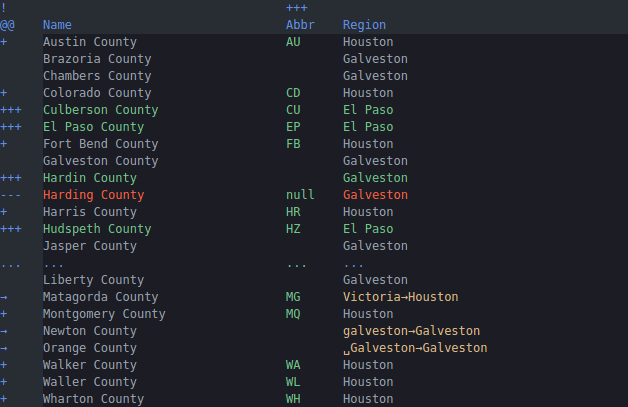 ! +++
@@ Name Abbr Region
+ Austin County AU Houston
Brazoria County Galveston
Chambers County Galveston
+ Colorado County CD Houston
+++ Culberson County CU El Paso
+++ El Paso County EP El Paso
+ Fort Bend County FB Houston
Galveston County Galveston
+++ Hardin County Galveston
--- Harding County null Galveston
+ Harris County HR Houston
+++ Hudspeth County HZ El Paso
Jasper County Galveston
... ... ... ...
Liberty County Galveston
→ Matagorda County MG Victoria→Houston
+ Montgomery County MQ Houston
→ Newton County galveston→Galveston
→ Orange County ␣Galveston→Galveston
+ Walker County WA Houston
+ Waller County WL Houston
+ Wharton County WH Houston